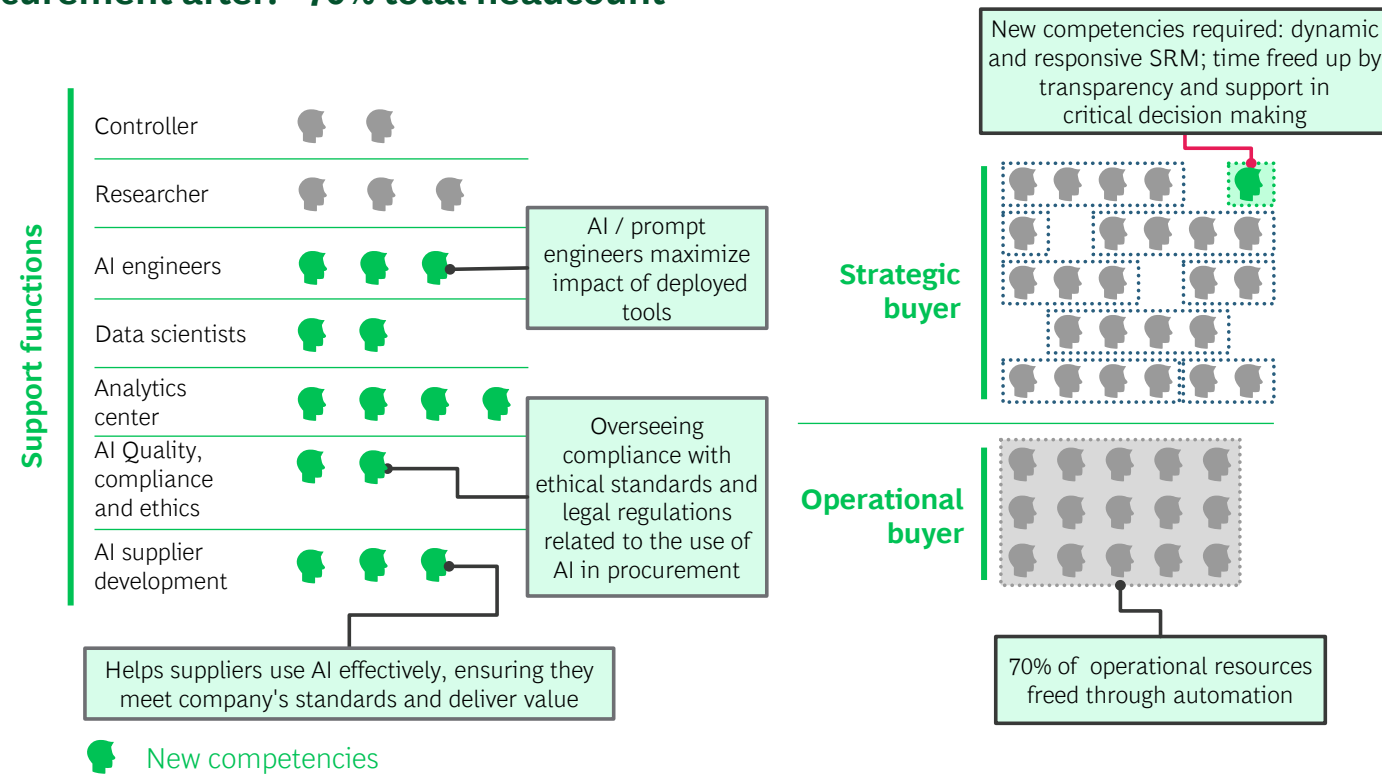 after: ~70% total headcount
New competencies required: dynamic
and responsive SRM; time freed up by
transparency and support in
critical decision making
Support functions
Controller
Researcher
AI engineers
AI / prompt
engineers maximize
impact of deployed
tools
Data scientists
Analytics
center
AI Quality,
compliance
and ethics
Overseeing
compliance with
ethical standards and
legal regulations
related to the use of
AI in procurement
AI supplier
development
Helps suppliers use AI effectively, ensuring they
meet company's standards and deliver value
New competencies
Strategic
buyer
Operational
buyer
70% of operational resources
freed through automation